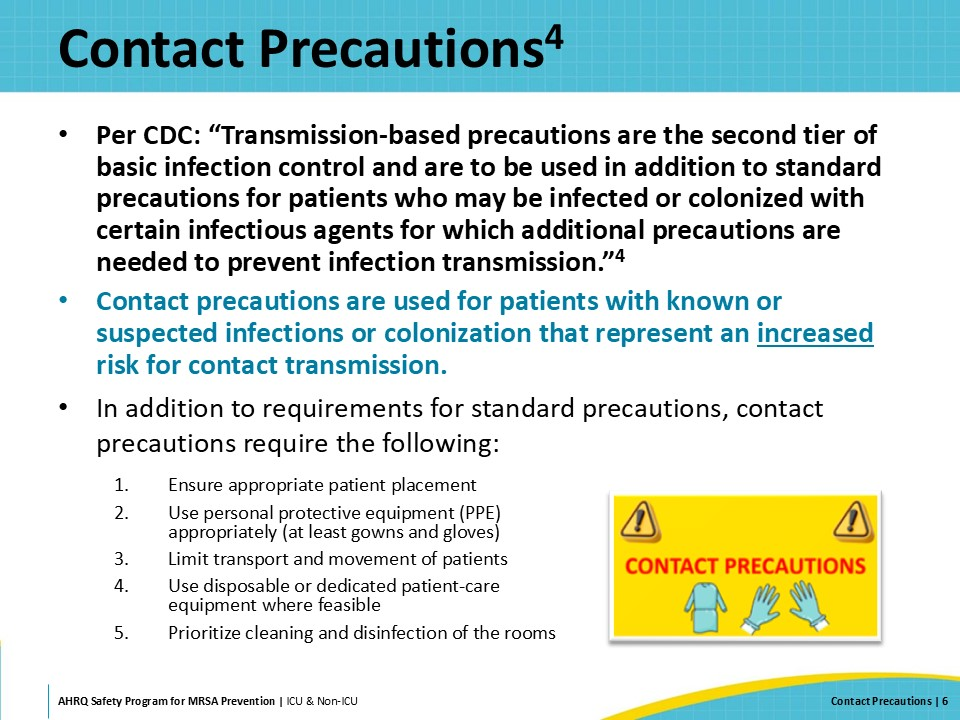 Contact Precautions4
• Per CDC: “Transmission-based precautions are the second tier of
basic infection control and are to be used in addition to standard
precautions for patients who may be infected or colonized with
certain infectious agents for which additional precautions are
needed to prevent infection transmission.”4
• Contact precautions are used for patients with known or
suspected infections or colonization that represent an increased
risk for contact transmission.
• In addition to requirements for standard precautions, contact
precautions require the following:
1. Ensure appropriate patient placement
2. Use personal protective equipment (PPE)
appropriately (at least gowns and gloves)
3. Limit transport and movement of patients
4. Use disposable or dedicated patient-care
equipment where feasible
5. Prioritize cleaning and disinfection of the rooms
CONTACT PRECAUTIONS
AHRQ Safety Program for MRSA Prevention | ICU & Non-ICU
Contact Precautions | 6